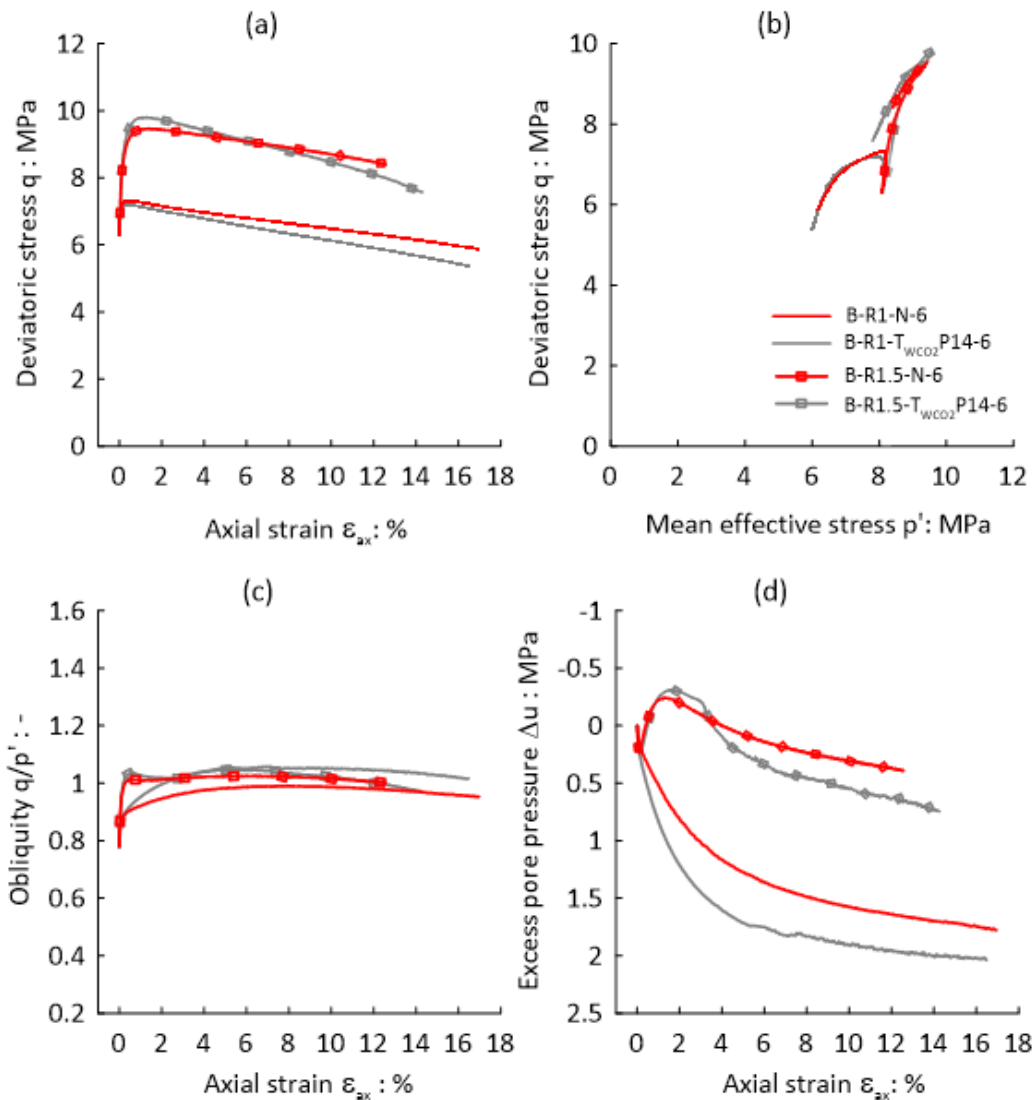 (a)
12
10
8
6
4
2
0
Deviatoric stress q : MPa
0 2 4 6 8 10 12 14 16 18
Axial strain εax: %
(b)
10
8
6
4
2
0
Deviatoric stress q: MPa
B-R1-N-6
B-R1-TWCO2P14-6
B-R1.5-N-6
B-R1.5-TWCO2P14-6
0 2 4 6 8 10 12
Mean effective stress p': MPa
(c)
1.6
1.4
1.2
1
0.8
0.6
0.4
0.2
Obliquity q/p' : -
0 2 4 6 8 10 12 14 16 18
Axial strain εax : %
(d)
-1
-0.5
0
0.5
1
1.5
2
2.5
Excess pore pressure Δu : MPa
0 2 4 6 8 10 12 14 16 18
Axial strain εax : %